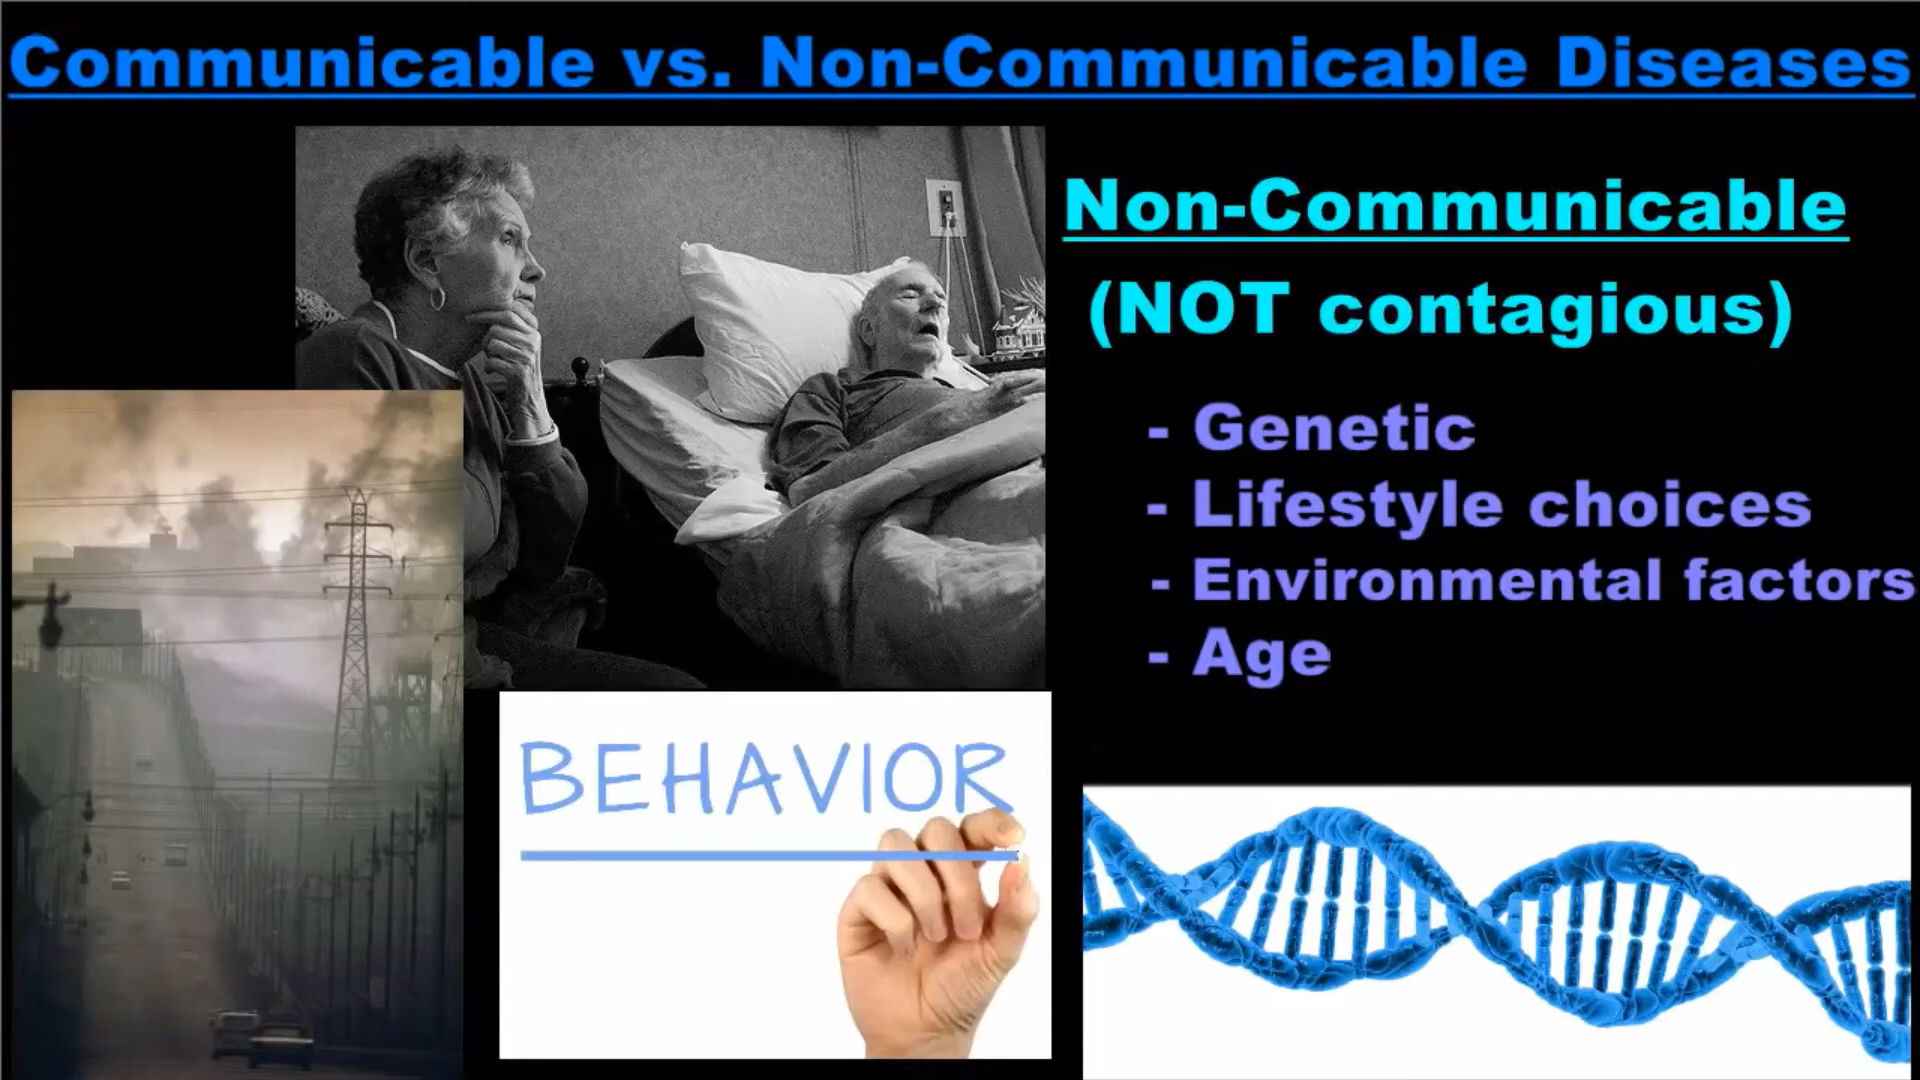 Communicable vs. Non-Communicable Diseases
Non-Communicable
(NOT contagious)
- Genetic
- Lifestyle choices
- Environmental factors
- Age
BEHAVIOR